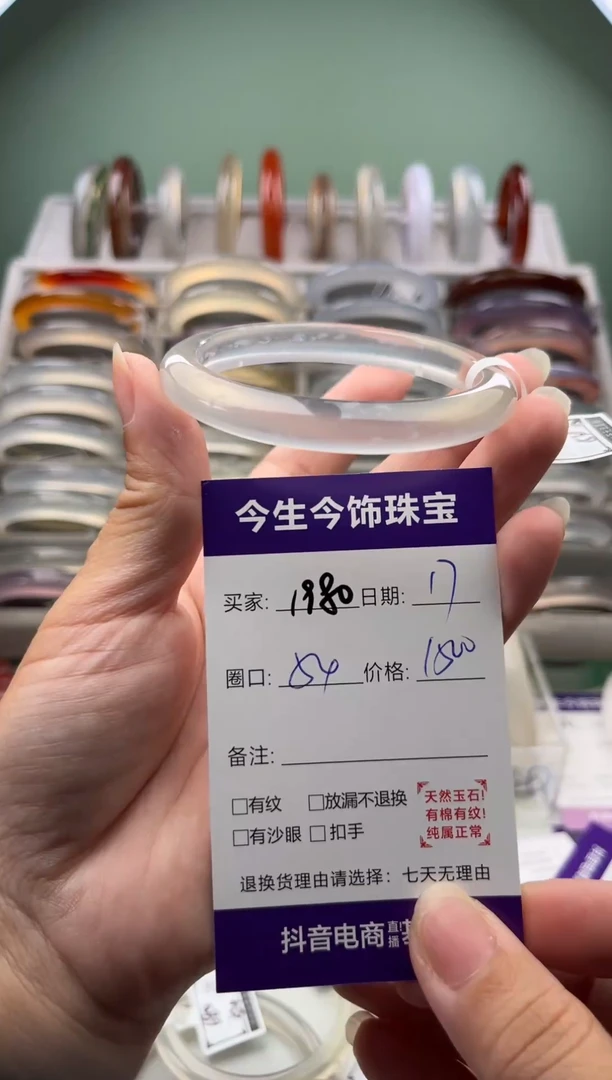 今生今饰珠宝
买家: 1980 日期: 17
圈口: 54 价格: 1500
备注:
□有纹 □放漏不退换
□有沙眼 □扣手
天然玉石!
有棉有纹!
纯属正常
退换货理由请选择: 七天无理由
抖音电商 直播